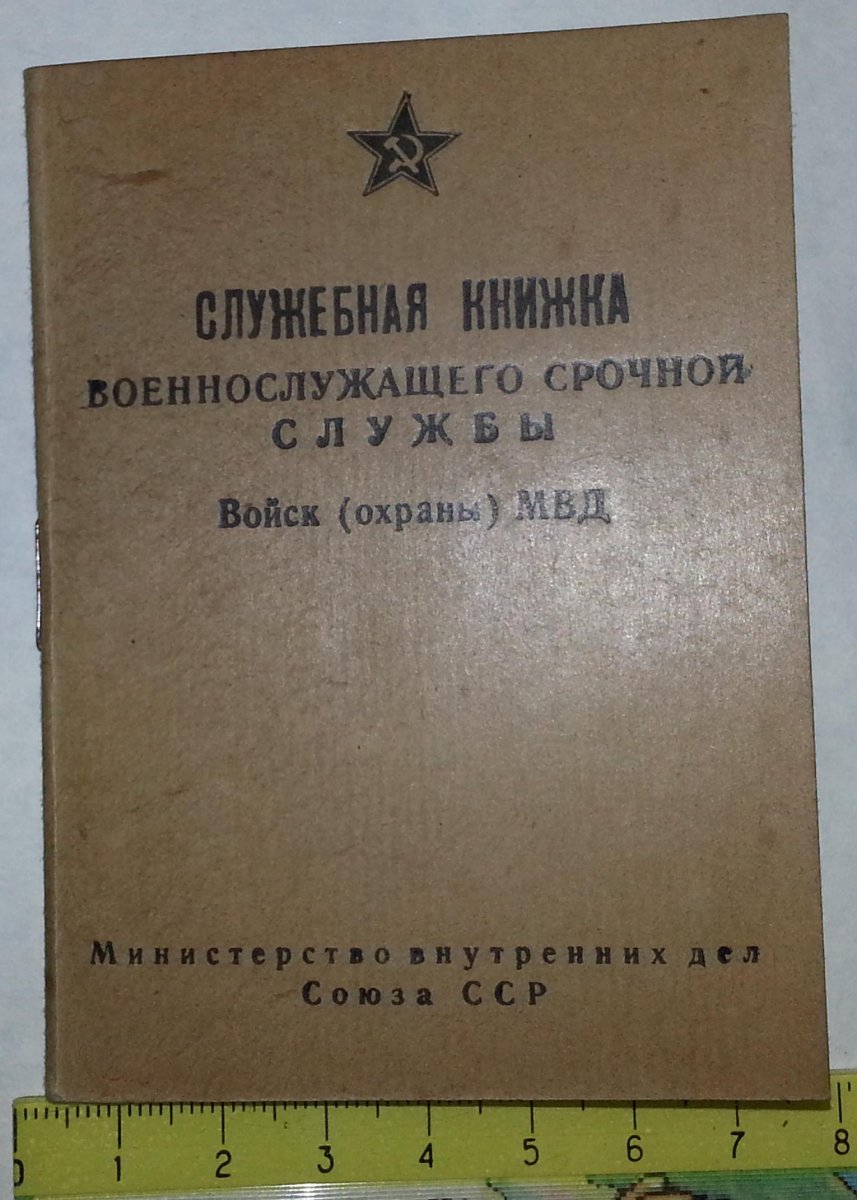 СЛУЖЕБНАЯ КНИЖКА
ВОЕННОСЛУЖАЩЕГО СРОЧНОЙ
СЛУЖБЫ
Войск (охраны) МВД
Министерство внутренних дел
Союза ССР
0 1 2 3 4 5 6 7 8